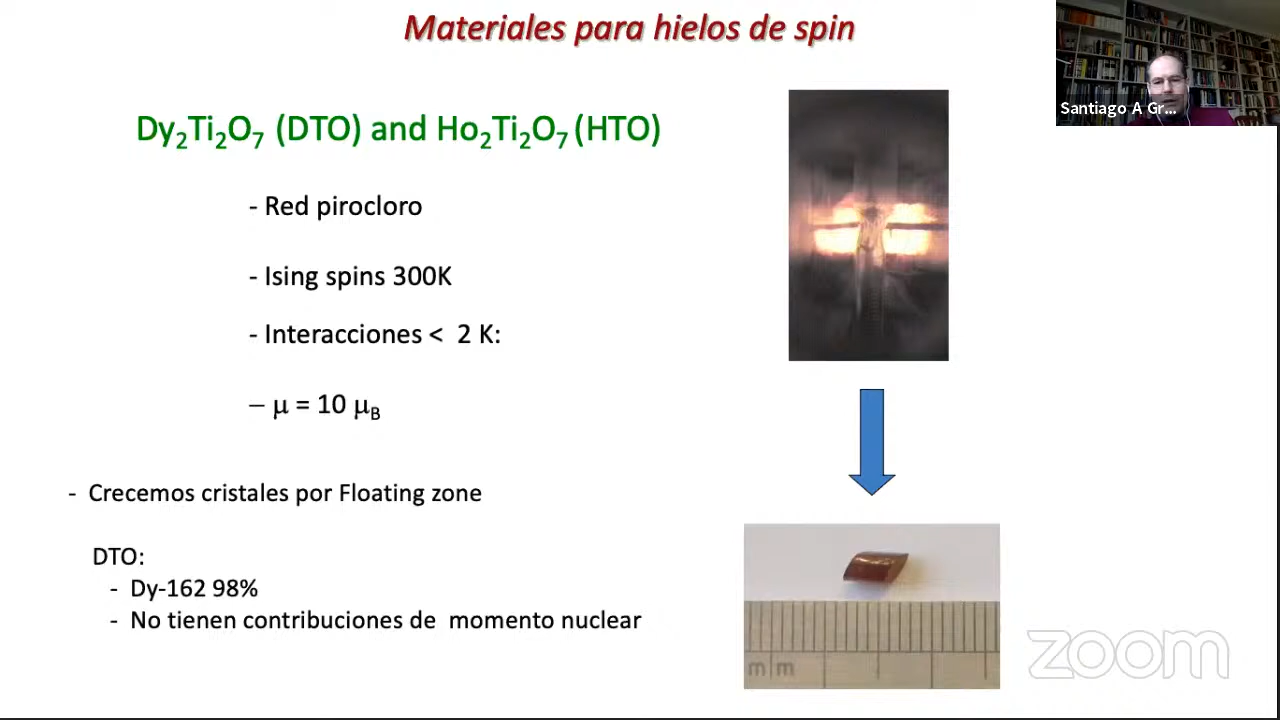 Materiales para hielos de spin
Santiago A Gr...
Dy₂Ti₂O₇ (DTO) and Ho₂Ti₂O₇ (HTO)
- Red pirocloro
- Ising spins 300K
- Interacciones < 2 K:
– μ = 10 μB
- Crecemos cristales por Floating zone
DTO:
- Dy-162 98%
- No tienen contribuciones de momento nuclear
mm
zoom